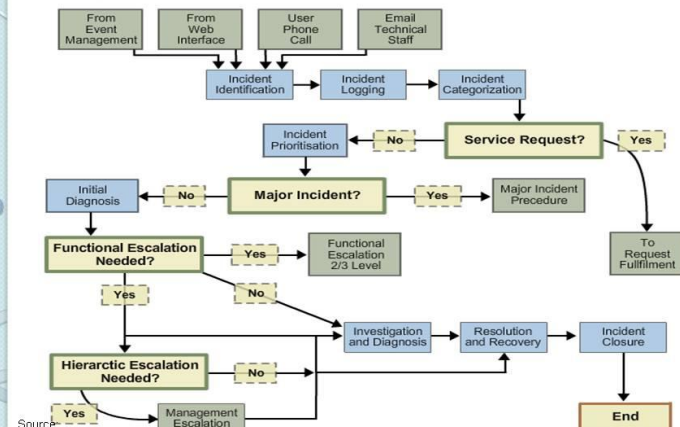 From
Event
Management
From
Web
Interface
User
Phone
Call
Email
Technical
Staff
Incident
Identification
Incident
Logging
Incident
Categorization
Incident
Prioritisation
No
Service Request?
Yes
Initial
Diagnosis
No
Major Incident?
Yes
Major Incident
Precedure
Functional Escalation
Needed?
Yes
Functional
Escalation
2/3 Level
To
Request
Fullfilment
Yes
No
Investigation
and Diagnosis
Resolution
and Recovery
Incident
Closure
Hierarctic Escalation
Needed?
No
Yes
Management
Escalation
End
Source